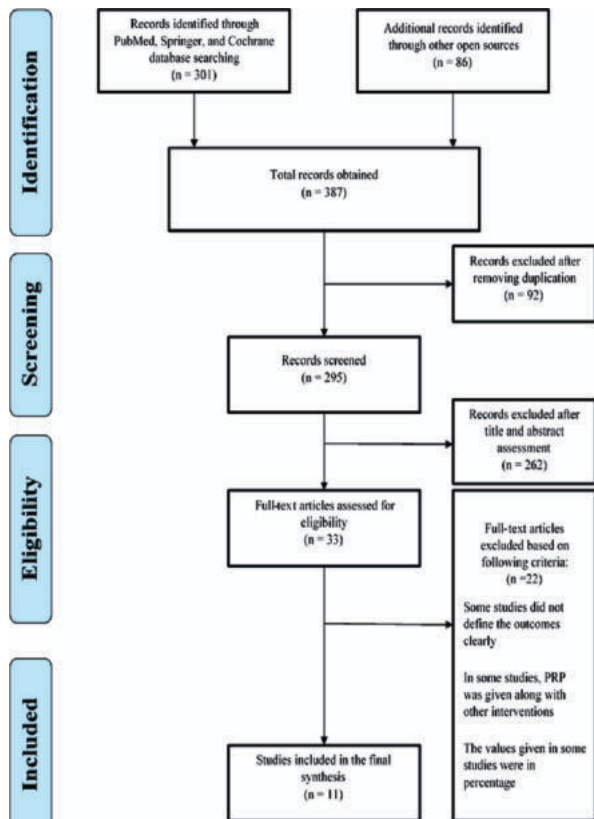 Identification
Records identified through
PubMed, Springer, and Cochrane
database searching
(n = 301)
Additional records identified
through other open sources
(n = 86)
Total records obtained
(n = 387)
Screening
Records excluded after
removing duplication
(n = 92)
Records screened
(n = 295)
Records excluded after
title and abstract
assessment
(n = 262)
Eligibility
Full-text articles assessed for
eligibility
(n = 33)
Full-text articles
excluded based on
following criteria:
(n =22)
Some studies did not
define the outcomes
clearly
In some studies, PRP
was given along with
other interventions
The values given in some
studies were in
percentage
Included
Studies included in the final
synthesis
(n = 11)